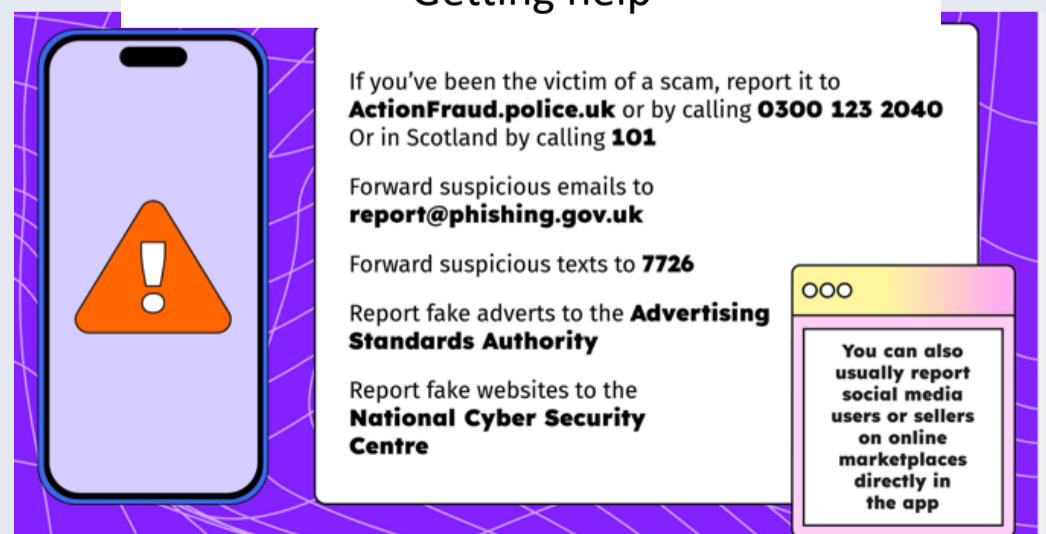 Getting help
If you’ve been the victim of a scam, report it to
ActionFraud.police.uk or by calling 0300 123 2040
Or in Scotland by calling 101
Forward suspicious emails to
report@phishing.gov.uk
Forward suspicious texts to 7726
Report fake adverts to the Advertising
Standards Authority
Report fake websites to the
National Cyber Security
Centre
You can also
usually report
social media
users or sellers
on online
marketplaces
directly in
the app